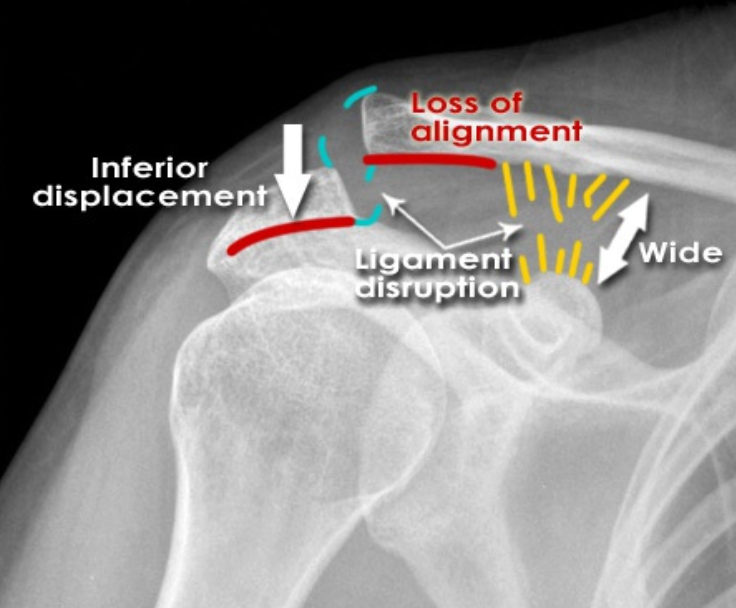 Loss of
alignment
Inferior
displacement
Ligament
disruption
Wide